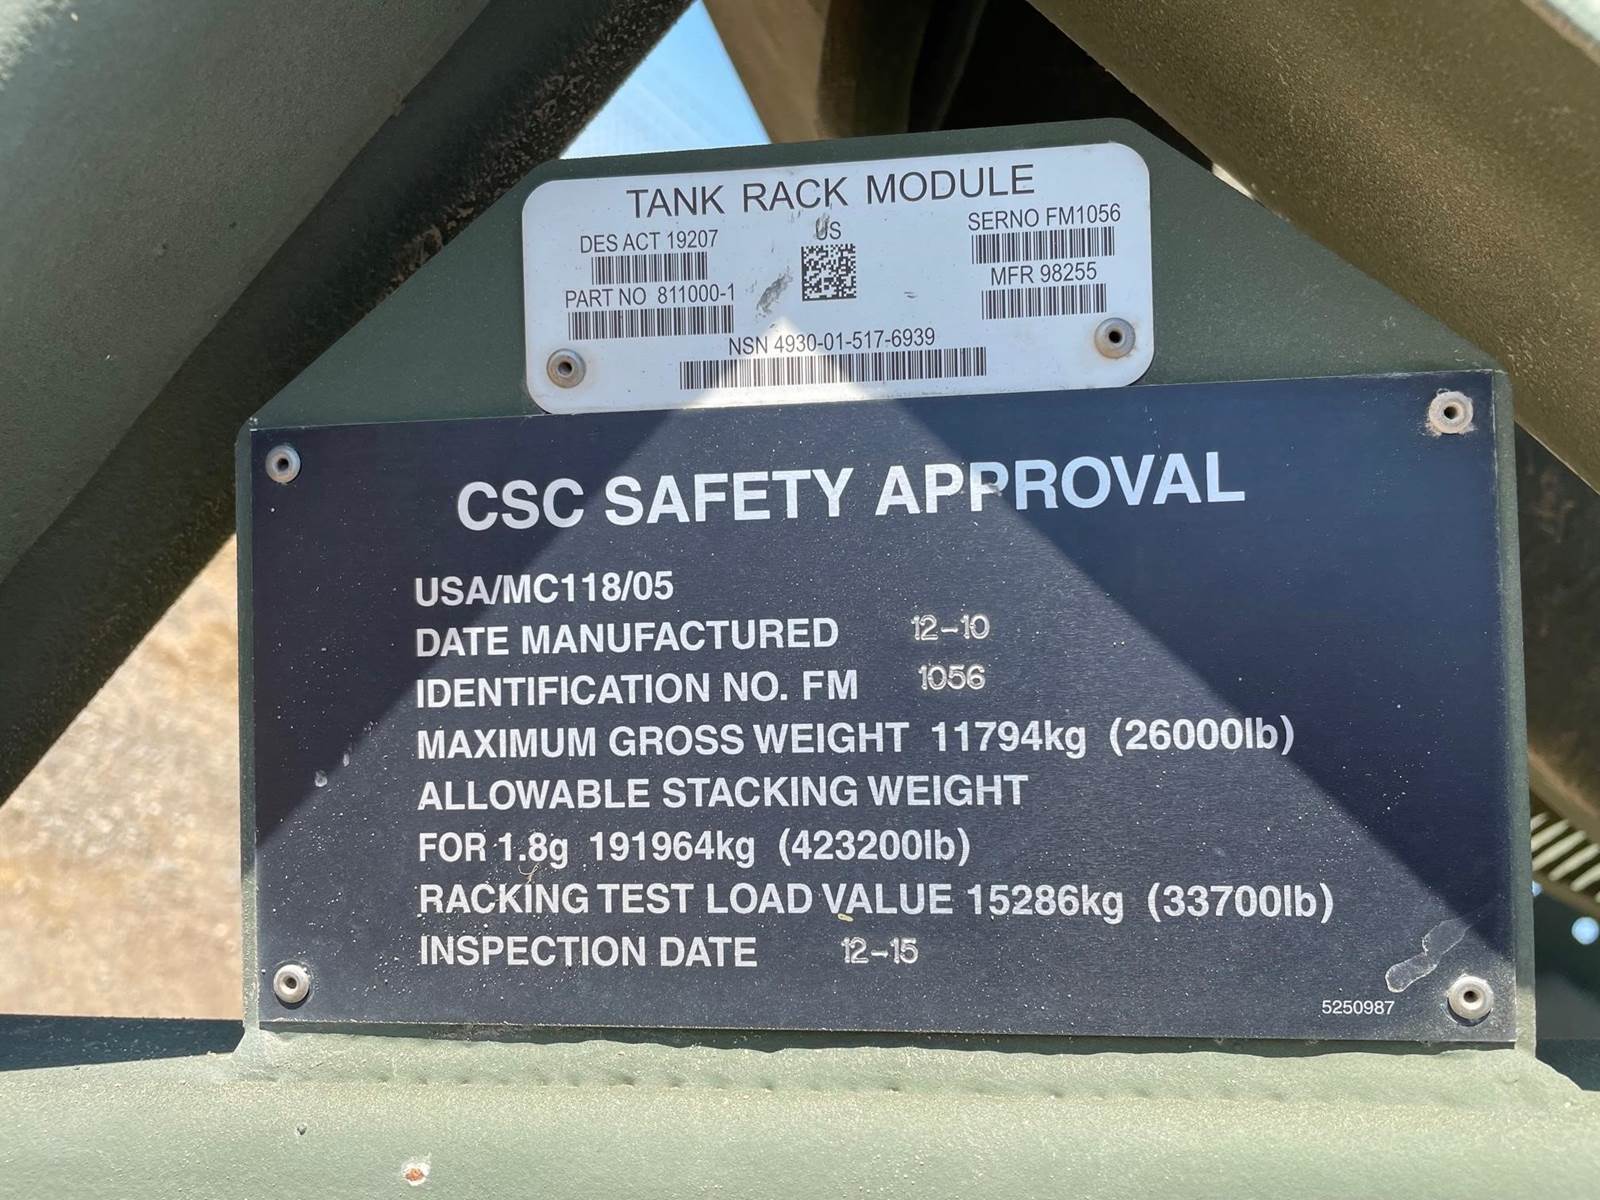 TANK RACK MODULE
DES ACT 19207
US
SERNO FM1056
PART NO 811000-1
MFR 98255
NSN 4930-01-517-6939
CSC SAFETY APPROVAL
USA/MC118/05
DATE MANUFACTURED 12-10
IDENTIFICATION NO. FM 1056
MAXIMUM GROSS WEIGHT 11794kg (26000lb)
ALLOWABLE STACKING WEIGHT
FOR 1.8g 191964kg (423200lb)
RACKING TEST LOAD VALUE 15286kg (33700lb)
INSPECTION DATE 12-15
5250987